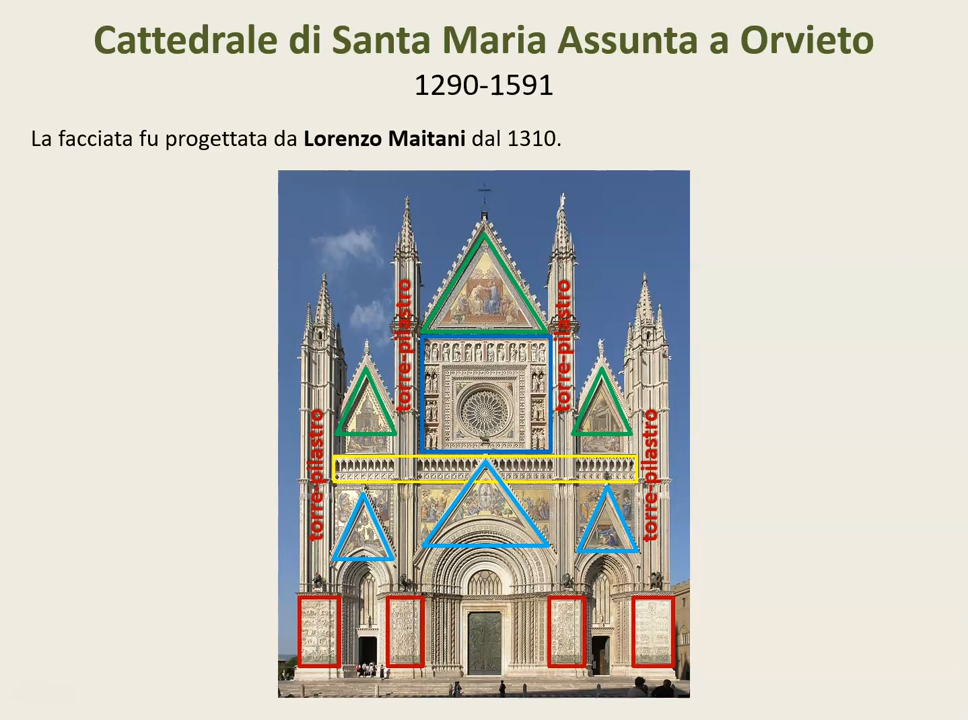 Cattedrale di Santa Maria Assunta a Orvieto
1290-1591
La facciata fu progettata da Lorenzo Maitani dal 1310.
torre-pilastro
torre-pilastro
torre-pilastro
torre-pilastro